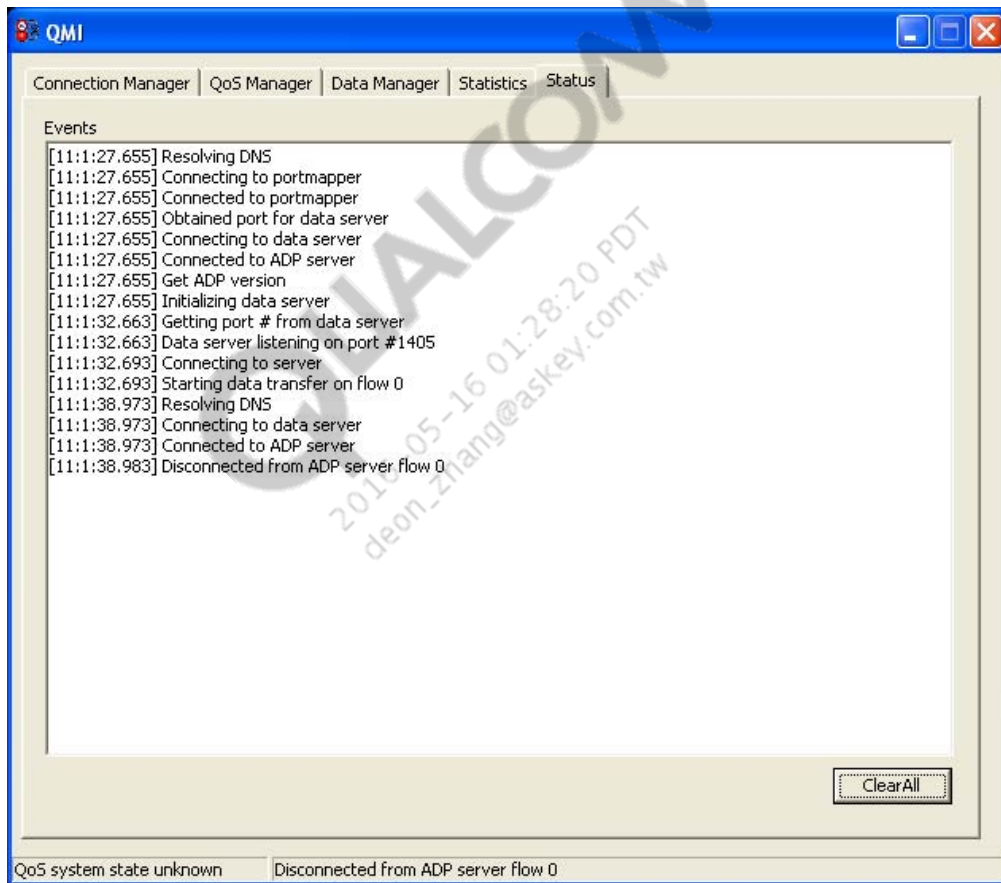 QMI
Connection Manager QoS Manager Data Manager Statistics Status
Events
[11:1:27.655] Resolving DNS
[11:1:27.655] Connecting to portmapper
[11:1:27.655] Connected to portmapper
[11:1:27.655] Obtained port for data server
[11:1:27.655] Connecting to data server
[11:1:27.655] Connected to ADP server
[11:1:27.655] Get ADP version
[11:1:27.655] Initializing data server
[11:1:32.663] Getting port # from data server
[11:1:32.663] Data server listening on port #1405
[11:1:32.693] Connecting to server
[11:1:32.693] Starting data transfer on flow 0
[11:1:38.973] Resolving DNS
[11:1:38.973] Connecting to data server
[11:1:38.973] Connected to ADP server
[11:1:38.983] Disconnected from ADP server flow 0
QUALCOM
2016-05-16 01:28:20 PDT
deon_zhang@askey.com.tw
ClearAll
QoS system state unknown Disconnected from ADP server flow 0